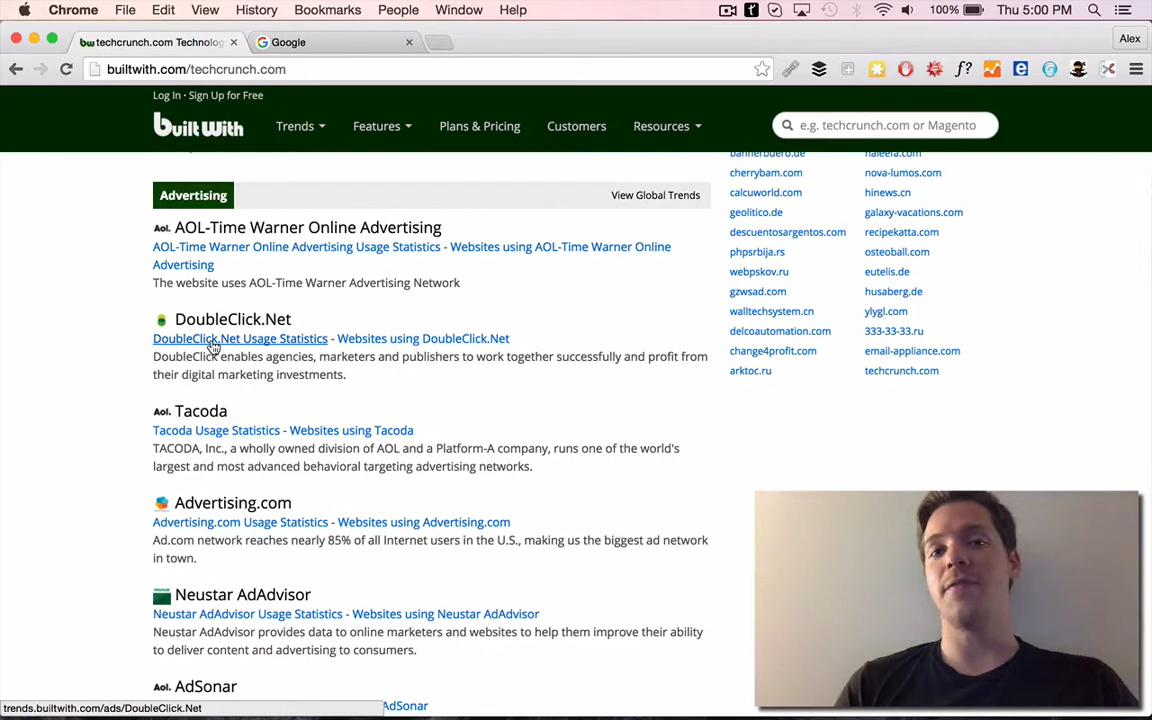 Chrome File Edit View History Bookmarks People Window Help 100% Thu 5:00 PM
bw techcrunch.com Technolog Google Alex
builtwith.com/techcrunch.com f?
Log In · Sign Up for Free
built With Trends Features Plans & Pricing Customers Resources e.g. techcrunch.com or Magento
bannerbuero.de naleefa.com
cherrybam.com nova-lumos.com
calcuworld.com hinews.cn
geolitico.de galaxy-vacations.com
descuentosargentos.com recipekatta.com
phpsrbija.rs osteoball.com
webpskov.ru eutelis.de
gzwsad.com husaberg.de
walltechsystem.cn ylygl.com
delcoautomation.com 333-33-33.ru
change4profit.com email-appliance.com
arktoc.ru techcrunch.com
Advertising View Global Trends
Aol. AOL-Time Warner Online Advertising
AOL-Time Warner Online Advertising Usage Statistics - Websites using AOL-Time Warner Online
Advertising
The website uses AOL-Time Warner Advertising Network
DoubleClick.Net
DoubleClick.Net Usage Statistics - Websites using DoubleClick.Net
DoubleClick enables agencies, marketers and publishers to work together successfully and profit from
their digital marketing investments.
Aol. Tacoda
Tacoda Usage Statistics - Websites using Tacoda
TACODA, Inc., a wholly owned division of AOL and a Platform-A company, runs one of the world's
largest and most advanced behavioral targeting advertising networks.
Advertising.com
Advertising.com Usage Statistics - Websites using Advertising.com
Ad.com network reaches nearly 85% of all Internet users in the U.S., making us the biggest ad network
in town.
Neustar AdAdvisor
Neustar AdAdvisor Usage Statistics - Websites using Neustar AdAdvisor
Neustar AdAdvisor provides data to online marketers and websites to help them improve their ability
to deliver content and advertising to consumers.
Aol. AdSonar
AdSonar
trends.builtwith.com/ads/DoubleClick.Net